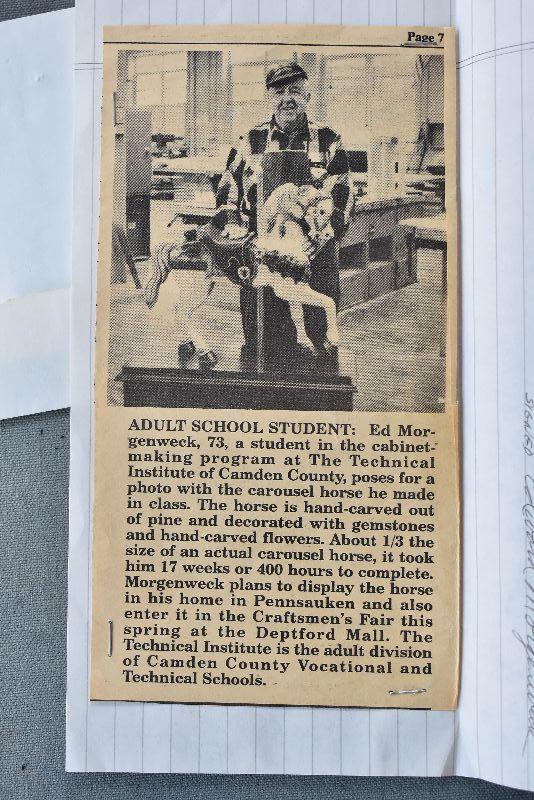 Page 7
ADULT SCHOOL STUDENT: Ed Mor-
genweck, 73, a student in the cabinet-
making program at The Technical
Institute of Camden County, poses for a
photo with the carousel horse he made
in class. The horse is hand-carved out
of pine and decorated with gemstones
and hand-carved flowers. About 1/3 the
size of an actual carousel horse, it took
him 17 weeks or 400 hours to complete.
Morgenweck plans to display the horse
in his home in Pennsauken and also
enter it in the Craftsmen's Fair this
spring at the Deptford Mall. The
Technical Institute is the adult division
of Camden County Vocational and
Technical Schools.
SIGNED